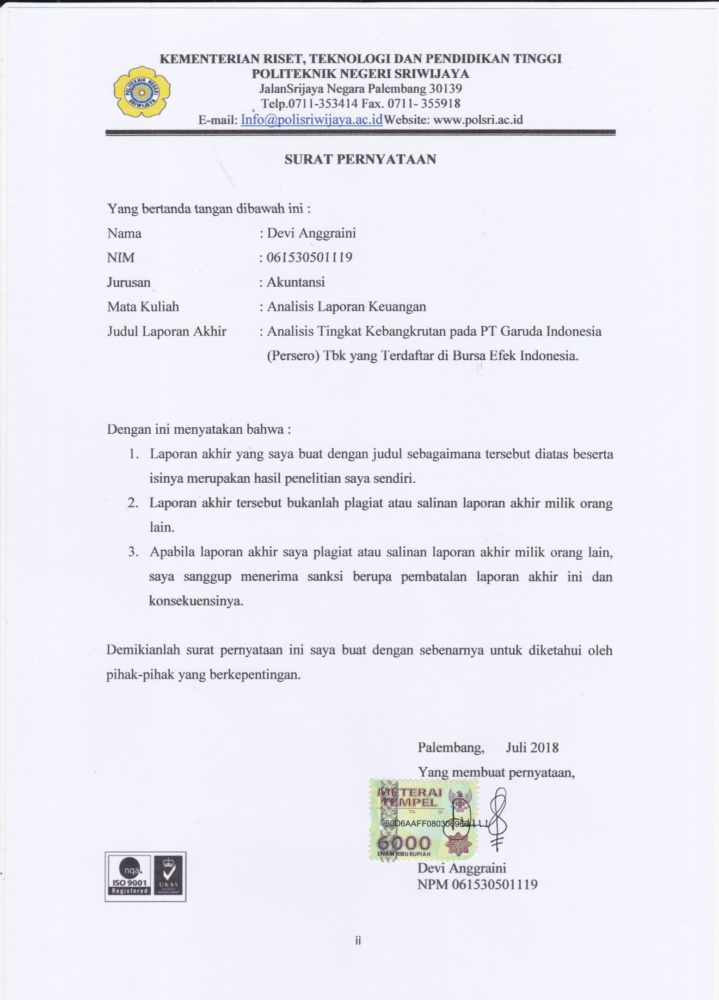 KEMENTERIAN RISET, TEKNOLOGI DAN PENDIDIKAN TINGGI
POLITEKNIK NEGERI SRIWIJAYA
JalanSrijaya Negara Palembang 30139
Telp.0711-353414 Fax. 0711- 355918
E-mail: Info@polisriwijaya.ac.idWebsite: www.polsri.ac.id
POLITEKNIK NEGERI
SRIWIJAYA
SURAT PERNYATAAN
Yang bertanda tangan dibawah ini :
Nama : Devi Anggraini
NIM : 061530501119
Jurusan : Akuntansi
Mata Kuliah : Analisis Laporan Keuangan
Judul Laporan Akhir : Analisis Tingkat Kebangkrutan pada PT Garuda Indonesia
(Persero) Tbk yang Terdaftar di Bursa Efek Indonesia.
Dengan ini menyatakan bahwa :
1. Laporan akhir yang saya buat dengan judul sebagaimana tersebut diatas beserta
isinya merupakan hasil penelitian saya sendiri.
2. Laporan akhir tersebut bukanlah plagiat atau salinan laporan akhir milik orang
lain.
3. Apabila laporan akhir saya plagiat atau salinan laporan akhir milik orang lain,
saya sanggup menerima sanksi berupa pembatalan laporan akhir ini dan
konsekuensinya.
Demikianlah surat pernyataan ini saya buat dengan sebenarnya untuk diketahui oleh
pihak-pihak yang berkepentingan.
Palembang, Juli 2018
Yang membuat pernyataan,
METERAI
TEMPEL
TGL. 20
6000
ENAM RIBU RUPIAH
Devi Anggraini
NPM 061530501119
nqa.
ISO 9001
Registered
UKAS
QUALITY
MANAGEMENT
ii